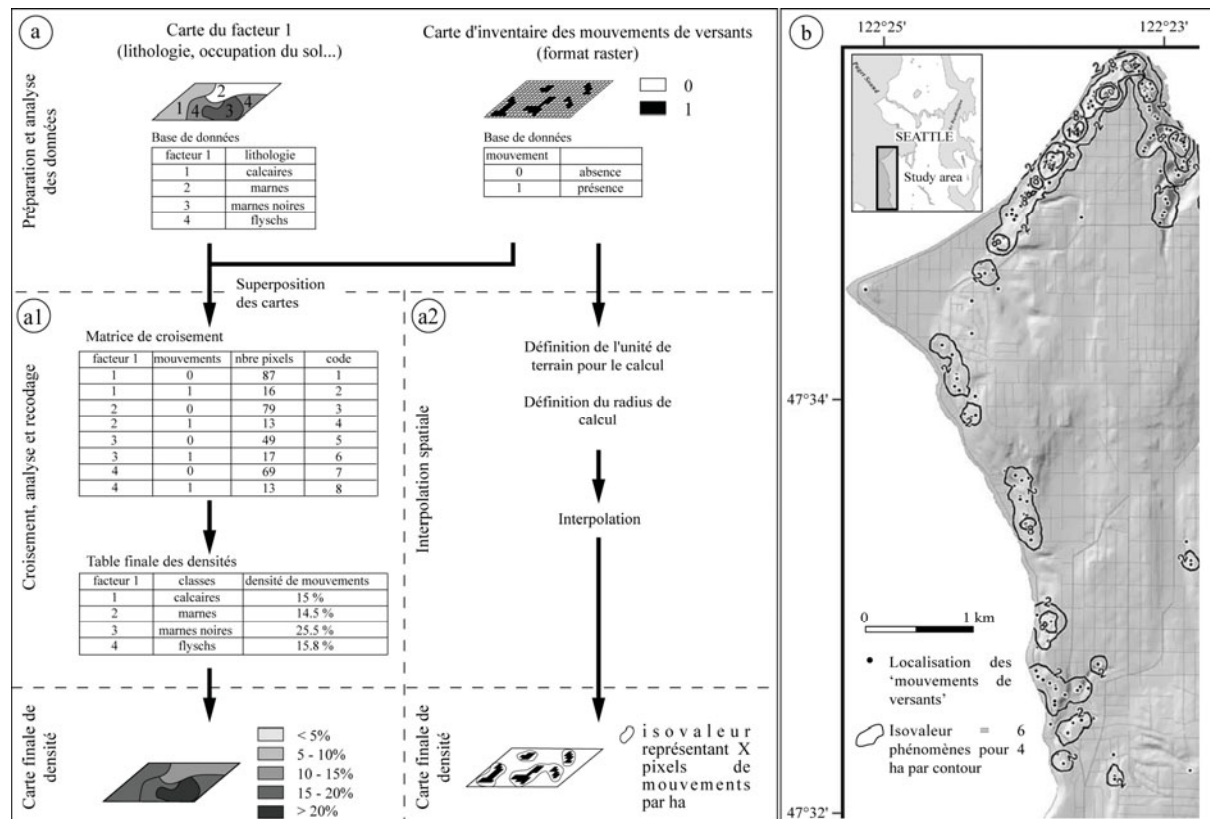 a
Carte du facteur 1
(lithologie, occupation du sol...)
Carte d'inventaire des mouvements de versants
(format raster)
1
2
3
4
4
0
1
Préparation et analyse
des données
Base de données
facteur 1 lithologie
1 calcaires
2 marnes
3 marnes noires
4 flyschs
Base de données
mouvement
0 absence
1 présence
Superposition
des cartes
a1
Croisement, analyse et recodage
Matrice de croisement
facteur 1 mouvements nbre pixels code
1 0 87 1
1 1 16 2
2 0 79 3
2 1 13 4
3 0 49 5
3 1 17 6
4 0 69 7
4 1 13 8
Table finale des densités
facteur 1 classes densité de mouvements
1 calcaires 15 %
2 marnes 14.5 %
3 marnes noires 25.5 %
4 flyschs 15.8 %
Carte finale de
densité
< 5%
5 - 10%
10 - 15%
15 - 20%
> 20%
a2
Interpolation spatiale
Définition de l'unité de
terrain pour le calcul
Définition du radius de
calcul
Interpolation
Carte finale de
densité
isovaleur
représentant X
pixels de
mouvements
par ha
b
122°25'
122°23'
47°34'
47°32'
Puget Sound
SEATTLE
Study area
0 1 km
Localisation des
'mouvements de
versants'
Isovaleur = 6
phénomènes pour 4
ha par contour